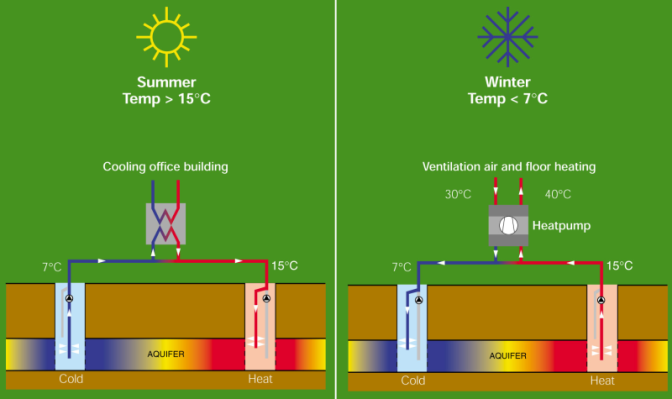 Summer
Temp > 15°C
Cooling office building
7°C
15°C
AQUIFER
Cold
Heat
Winter
Temp < 7°C
Ventilation air and floor heating
30°C
40°C
Heatpump
7°C
15°C
AQUIFER
Cold
Heat